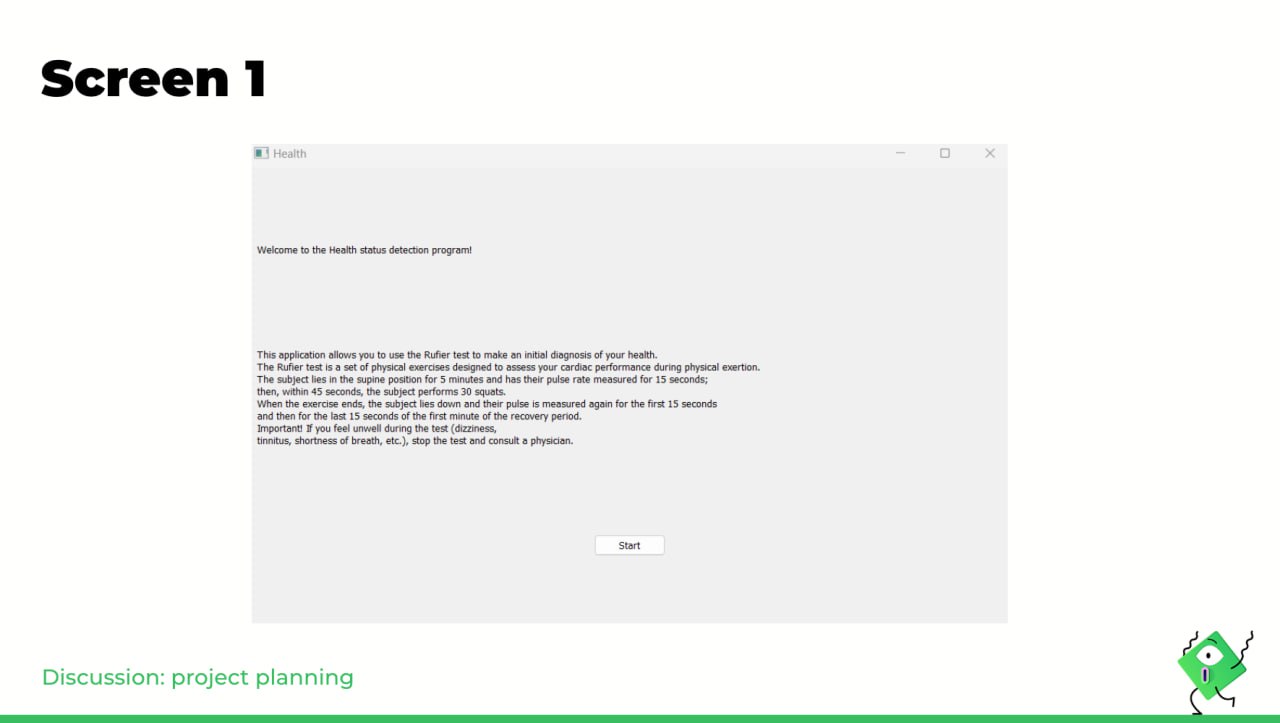 Screen 1
Health
Welcome to the Health status detection program!
This application allows you to use the Rufier test to make an initial diagnosis of your health.
The Rufier test is a set of physical exercises designed to assess your cardiac performance during physical exertion.
The subject lies in the supine position for 5 minutes and has their pulse rate measured for 15 seconds;
then, within 45 seconds, the subject performs 30 squats.
When the exercise ends, the subject lies down and their pulse is measured again for the first 15 seconds
and then for the last 15 seconds of the first minute of the recovery period.
Important! If you feel unwell during the test (dizziness,
tinnitus, shortness of breath, etc.), stop the test and consult a physician.
Start
Discussion: project planning